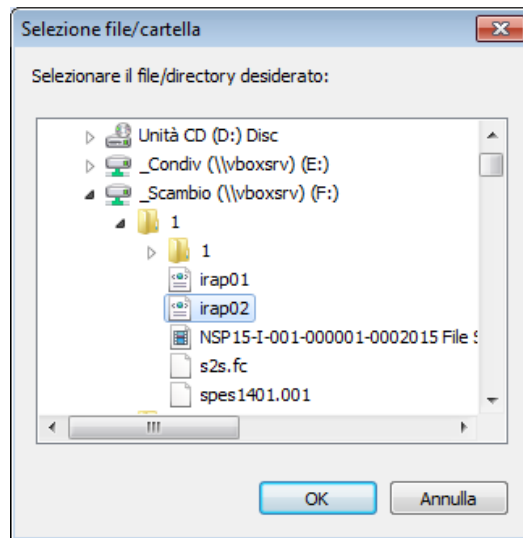 Selezione file/cartella
Selezionare il file/directory desiderato:
Unità CD (D:) Disc
_Condiv (\\vboxsrv) (E:)
_Scambio (\\vboxsrv) (F:)
1
1
irap01
irap02
NSP15-I-001-000001-0002015 File S
s2s.fc
spes1401.001
OK
Annulla